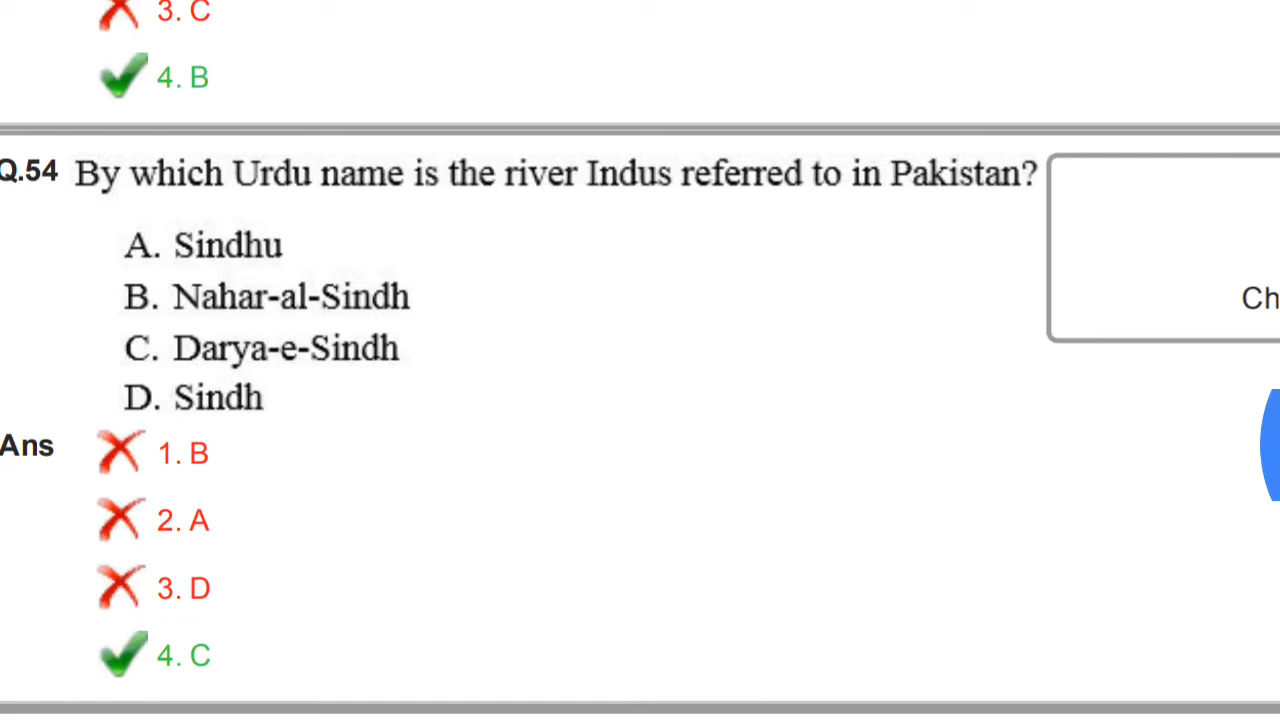 3. C
4. B
Q.54 By which Urdu name is the river Indus referred to in Pakistan?
A. Sindhu
B. Nahar-al-Sindh
Ch
C. Darya-e-Sindh
D. Sindh
Ans
1. B
2. A
3. D
4. C